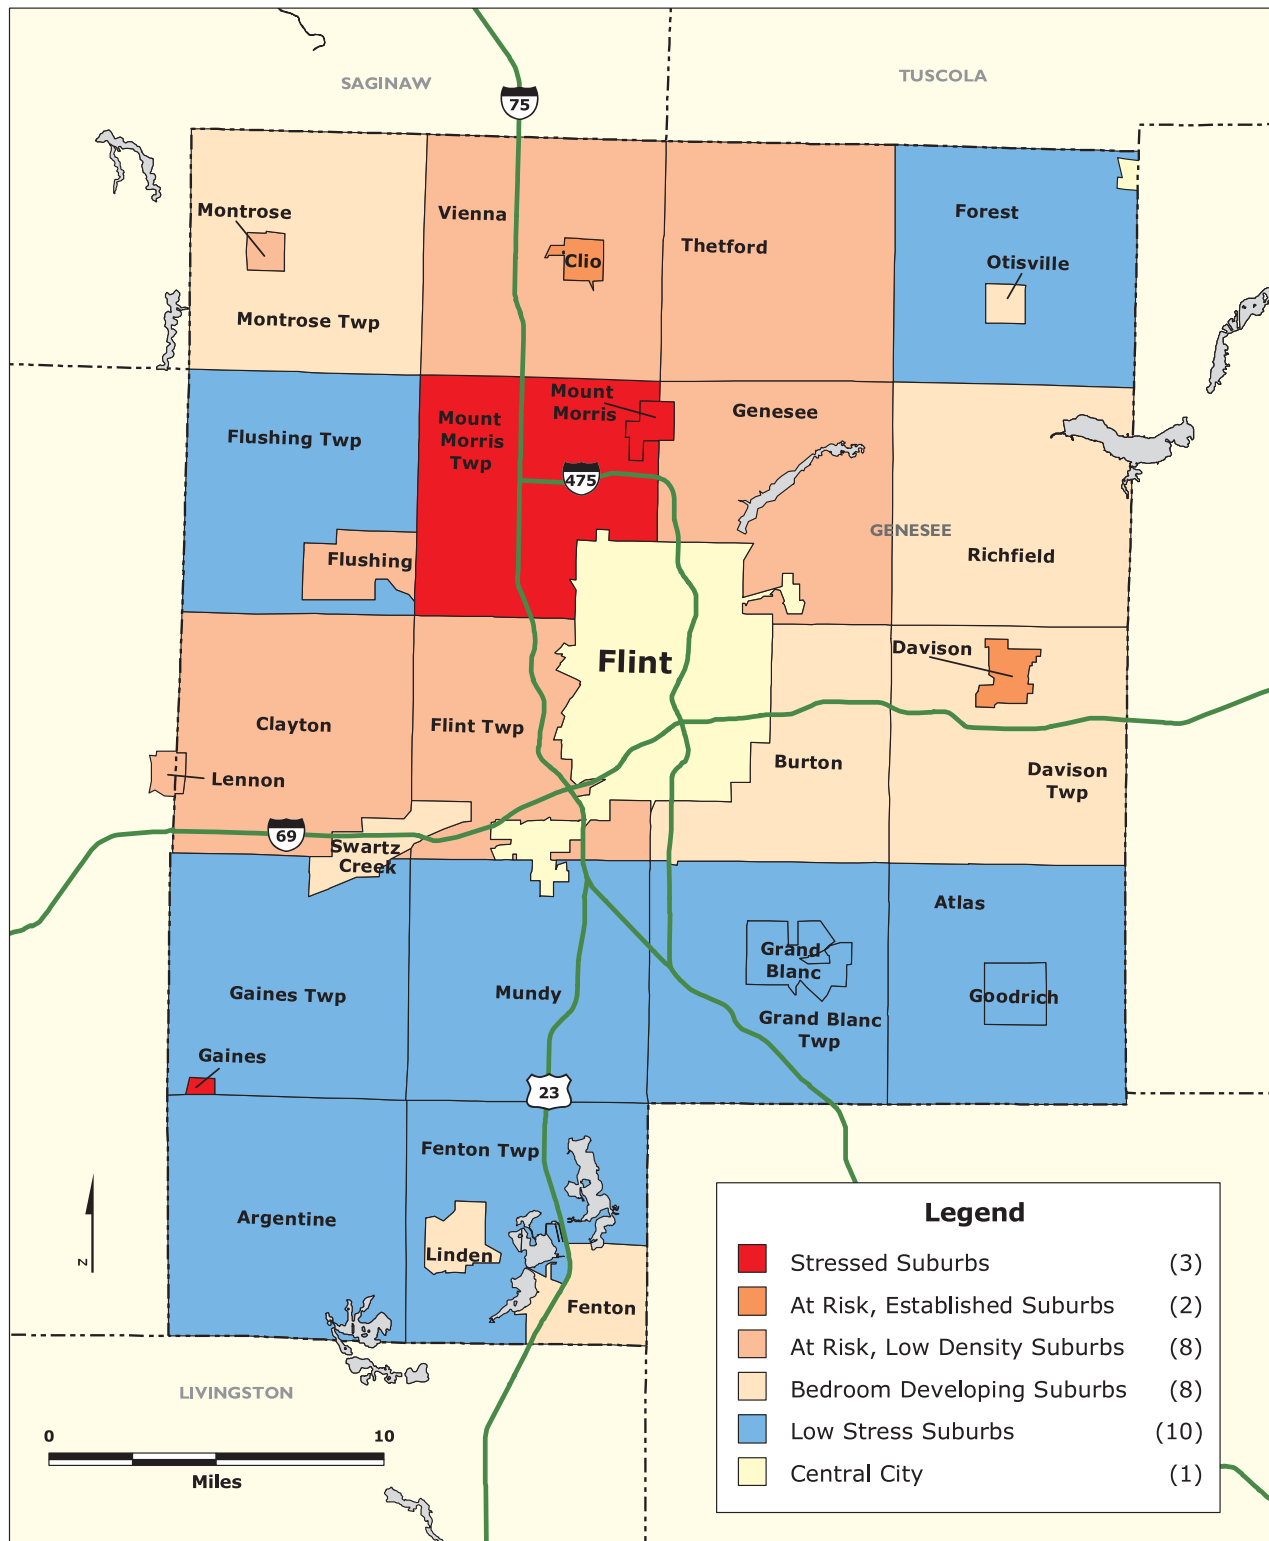 SAGINAW
TUSCOLA
75
Montrose
Vienna
Thetford
Forest
Clio
Otisville
Montrose Twp
Mount
Morris
Mount
Morris
Twp
Genesee
Flushing Twp
475
GENESEE
Flushing
Richfield
Flint
Davison
Clayton
Flint Twp
Burton
Davison
Twp
Lennon
69
Swartz
Creek
Atlas
Grand
Blanc
Gaines Twp
Mundy
Goodrich
Grand Blanc
Twp
Gaines
23
Fenton Twp
Argentine
Linden
Fenton
N
LIVINGSTON
0 10
Miles
Legend
Stressed Suburbs (3)
At Risk, Established Suburbs (2)
At Risk, Low Density Suburbs (8)
Bedroom Developing Suburbs (8)
Low Stress Suburbs (10)
Central City (1)